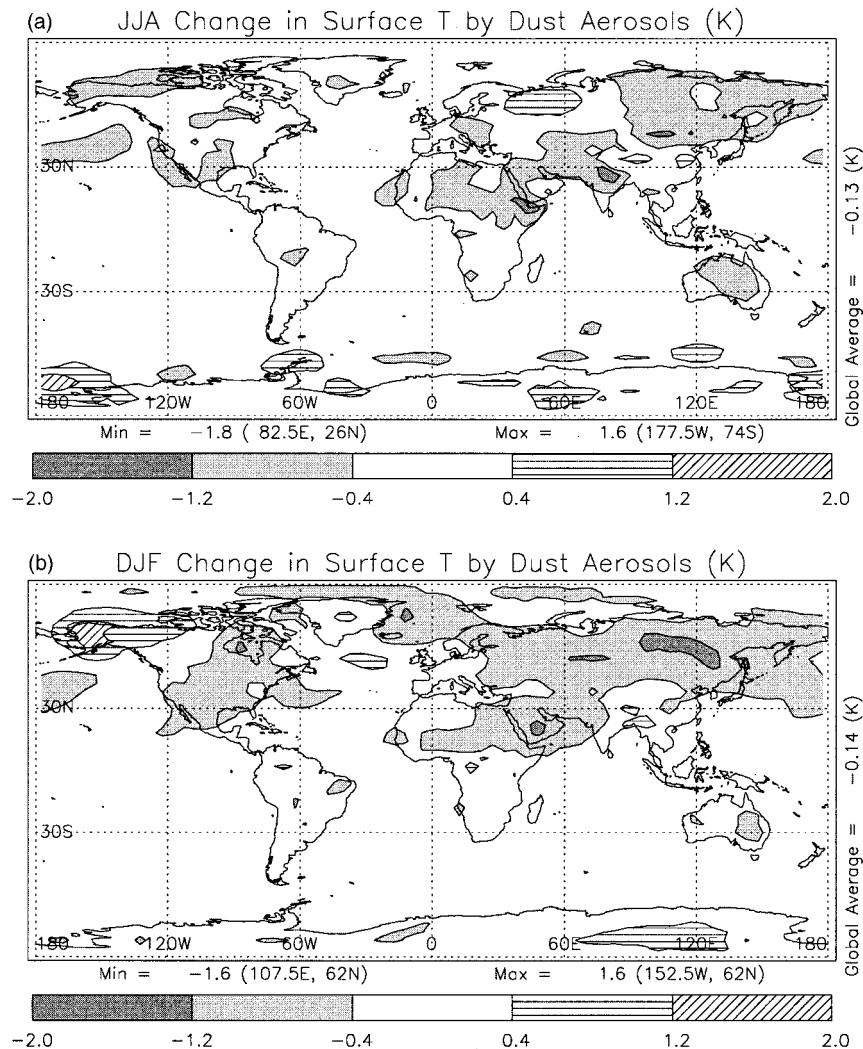 (a) JJA Change in Surface T by Dust Aerosols (K)
30N
30S
180 120W 60W 0 60E 120E 180
Global Average = −0.13 (K)
Min = −1.8 ( 82.5E, 26N) Max = 1.6 (177.5W, 74S)
−2.0 −1.2 −0.4 0.4 1.2 2.0
(b) DJF Change in Surface T by Dust Aerosols (K)
30N
30S
180 120W 60W 0 60E 120E 180
Global Average = −0.14 (K)
Min = −1.6 (107.5E, 62N) Max = 1.6 (152.5W, 62N)
−2.0 −1.2 −0.4 0.4 1.2 2.0